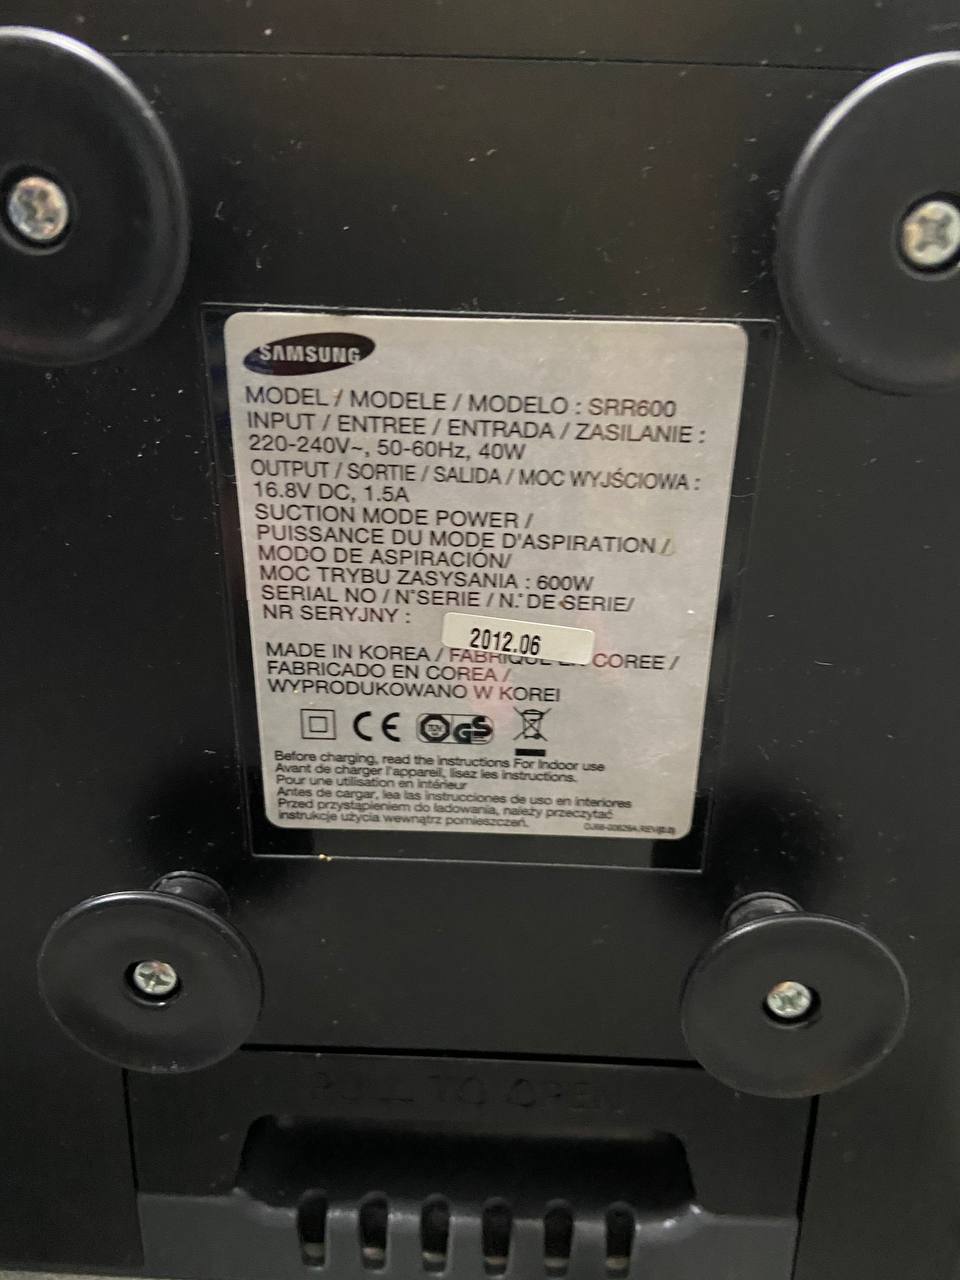 SAMSUNG
MODEL / MODELE / MODELO : SRR600
INPUT / ENTREE / ENTRADA / ZASILANIE :
220-240V~, 50-60Hz, 40W
OUTPUT / SORTIE / SALIDA / MOC WYJŚCIOWA :
16.8V DC, 1.5A
SUCTION MODE POWER /
PUISSANCE DU MODE D'ASPIRATION /
MODO DE ASPIRACIÓN/
MOC TRYBU ZASYSANIA : 600W
SERIAL NO / N°SERIE / N.° DE SERIE/
NR SERYJNY :
2012.06
MADE IN KOREA / FABRIQUE EN COREE /
FABRICADO EN COREA /
WYPRODUKOWANO W KOREI
CE TÜV GS
Before charging, read the instructions For Indoor use
Avant de charger l'appareil, lisez les instructions.
Pour une utilisation en intérieur
Antes de cargar, lea las instrucciones de uso en interiores
Przed przystąpieniem do ładowania, należy przeczytać
instrukcje użycia wewnątrz pomieszczeń.
PULL TO OPEN